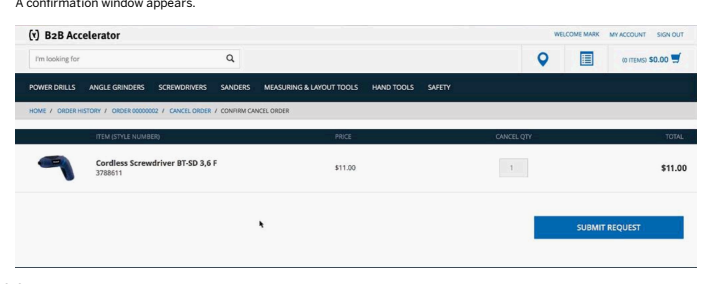 A confirmation window appears.
(y) B2B Accelerator
WELCOME MARK MY ACCOUNT SIGN OUT
I'm looking for
(0 ITEMS) $0.00
POWER DRILLS ANGLE GRINDERS SCREWDRIVERS SANDERS MEASURING & LAYOUT TOOLS HAND TOOLS SAFETY
HOME / ORDER HISTORY / ORDER 00000002 / CANCEL ORDER / CONFIRM CANCEL ORDER
ITEM (STYLE NUMBER) PRICE CANCEL QTY TOTAL
Cordless Screwdriver BT-SD 3,6 F
3788611
$11.00 1 $11.00
SUBMIT REQUEST